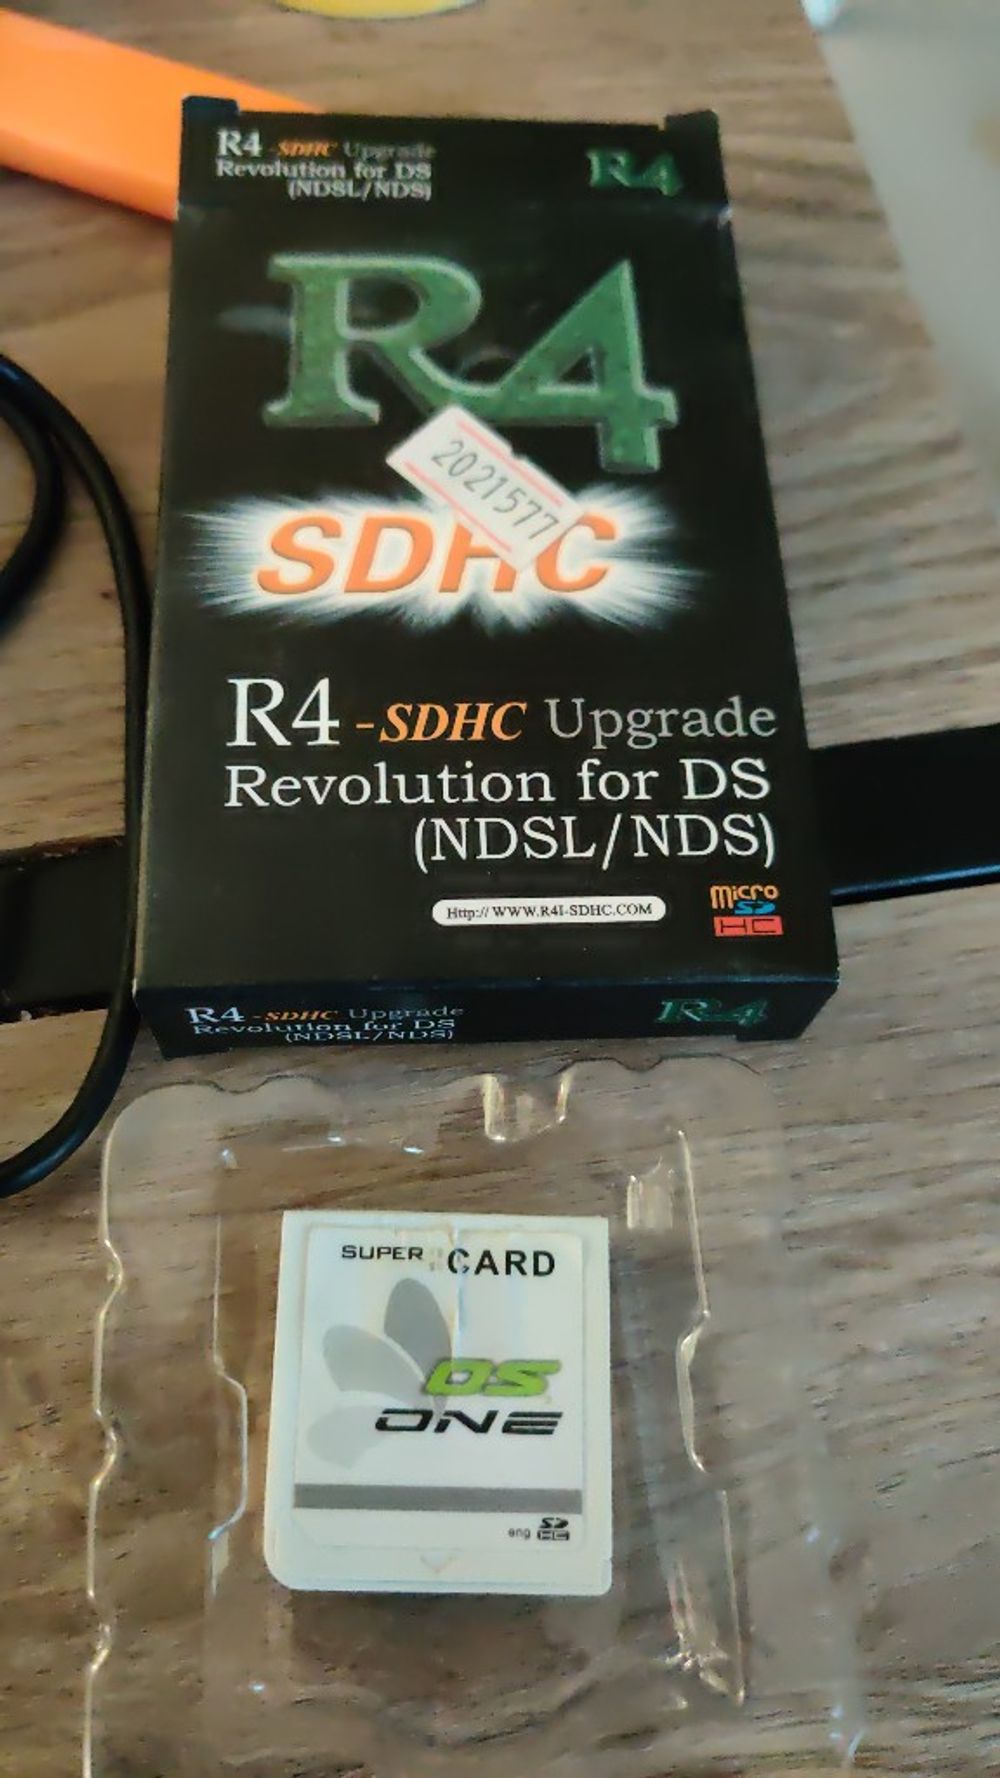 R4 -SDHC Upgrade
Revolution for DS
(NDSL/NDS)
R4
R4
2021577
SDHC
R4 -SDHC Upgrade
Revolution for DS
(NDSL/NDS)
Http:// WWW.R4I-SDHC.COM
micro
SD
HC
R4 -SDHC Upgrade
Revolution for DS
(NDSL/NDS)
R4
SUPER CARD
DS
ONE
eng SD
HC